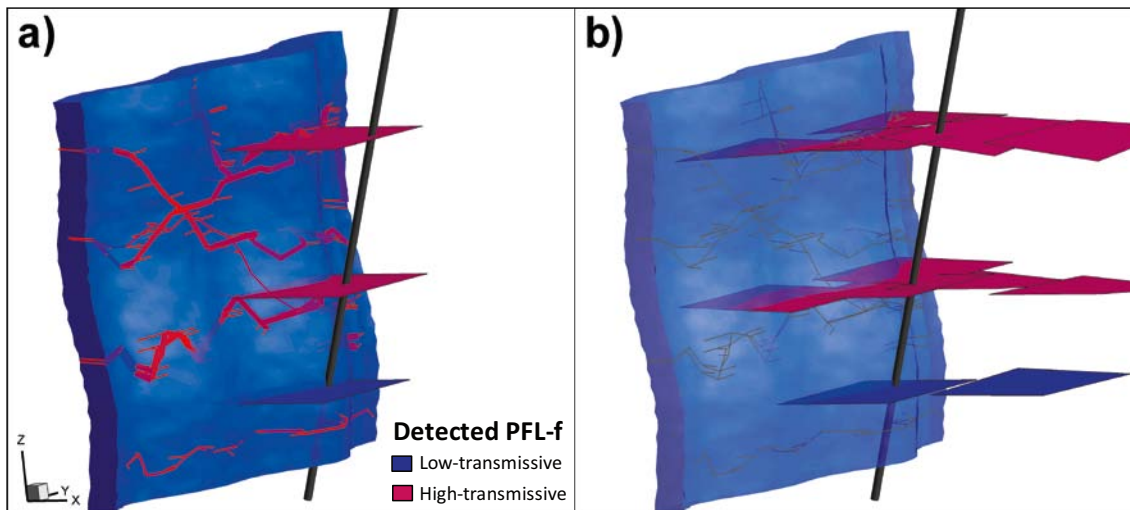 a)
b)
Detected PFL-f
Low-transmissive
High-transmissive
Z
Y
X